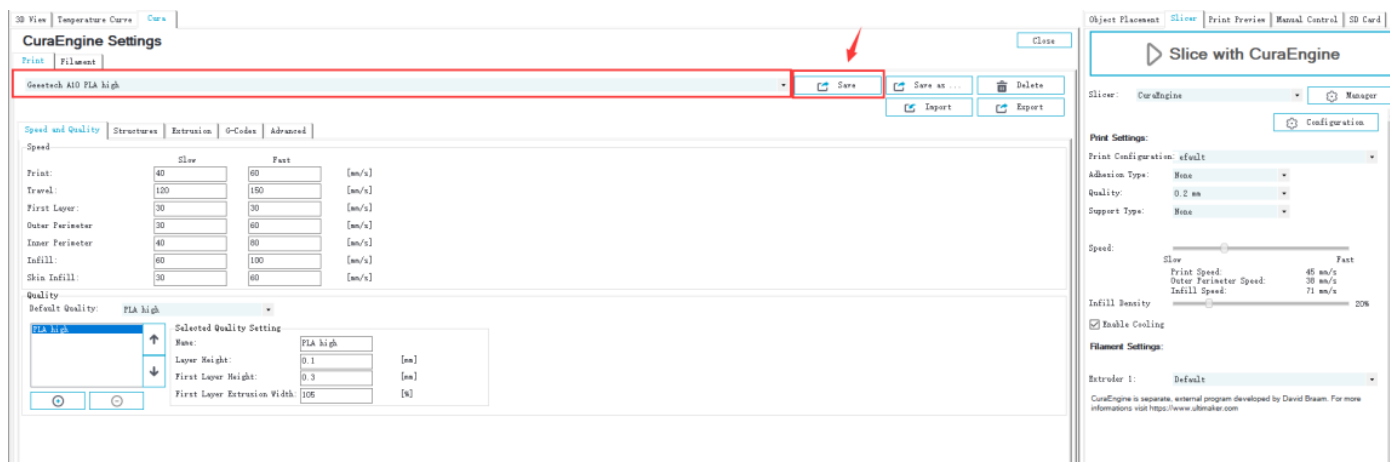 3D View Temperature Curve Cura
CuraEngine Settings
Close
Print Filament
Geeetech A10 PLA high
Save
Save as ...
Delete
Import
Export
Speed and Quality Structures Extrusion G-Codes Advanced
Speed
Slow Fast
Print: 40 60 [mm/s]
Travel: 120 150 [mm/s]
First Layer: 30 30 [mm/s]
Outer Perimeter 30 60 [mm/s]
Inner Perimeter 40 80 [mm/s]
Infill: 60 100 [mm/s]
Skin Infill: 30 60 [mm/s]
Quality
Default Quality: PLA high
PLA high
Selected Quality Setting
Name: PLA high
Layer Height: 0.1 [mm]
First Layer Height: 0.3 [mm]
First Layer Extrusion Width: 105 [%]
Object Placement Slicer Print Preview Manual Control SD Card
Slice with CuraEngine
Slicer: CuraEngine Manager
Configuration
Print Settings:
Print Configuration: efault
Adhesion Type: None
Quality: 0.2 mm
Support Type: None
Speed:
Slow Fast
Print Speed: 45 mm/s
Outer Perimeter Speed: 38 mm/s
Infill Speed: 71 mm/s
Infill Density 20%
Enable Cooling
Filament Settings:
Extruder 1: Default
CuraEngine is separate, external program developed by David Braam. For more
informations visit https://www.ultimaker.com